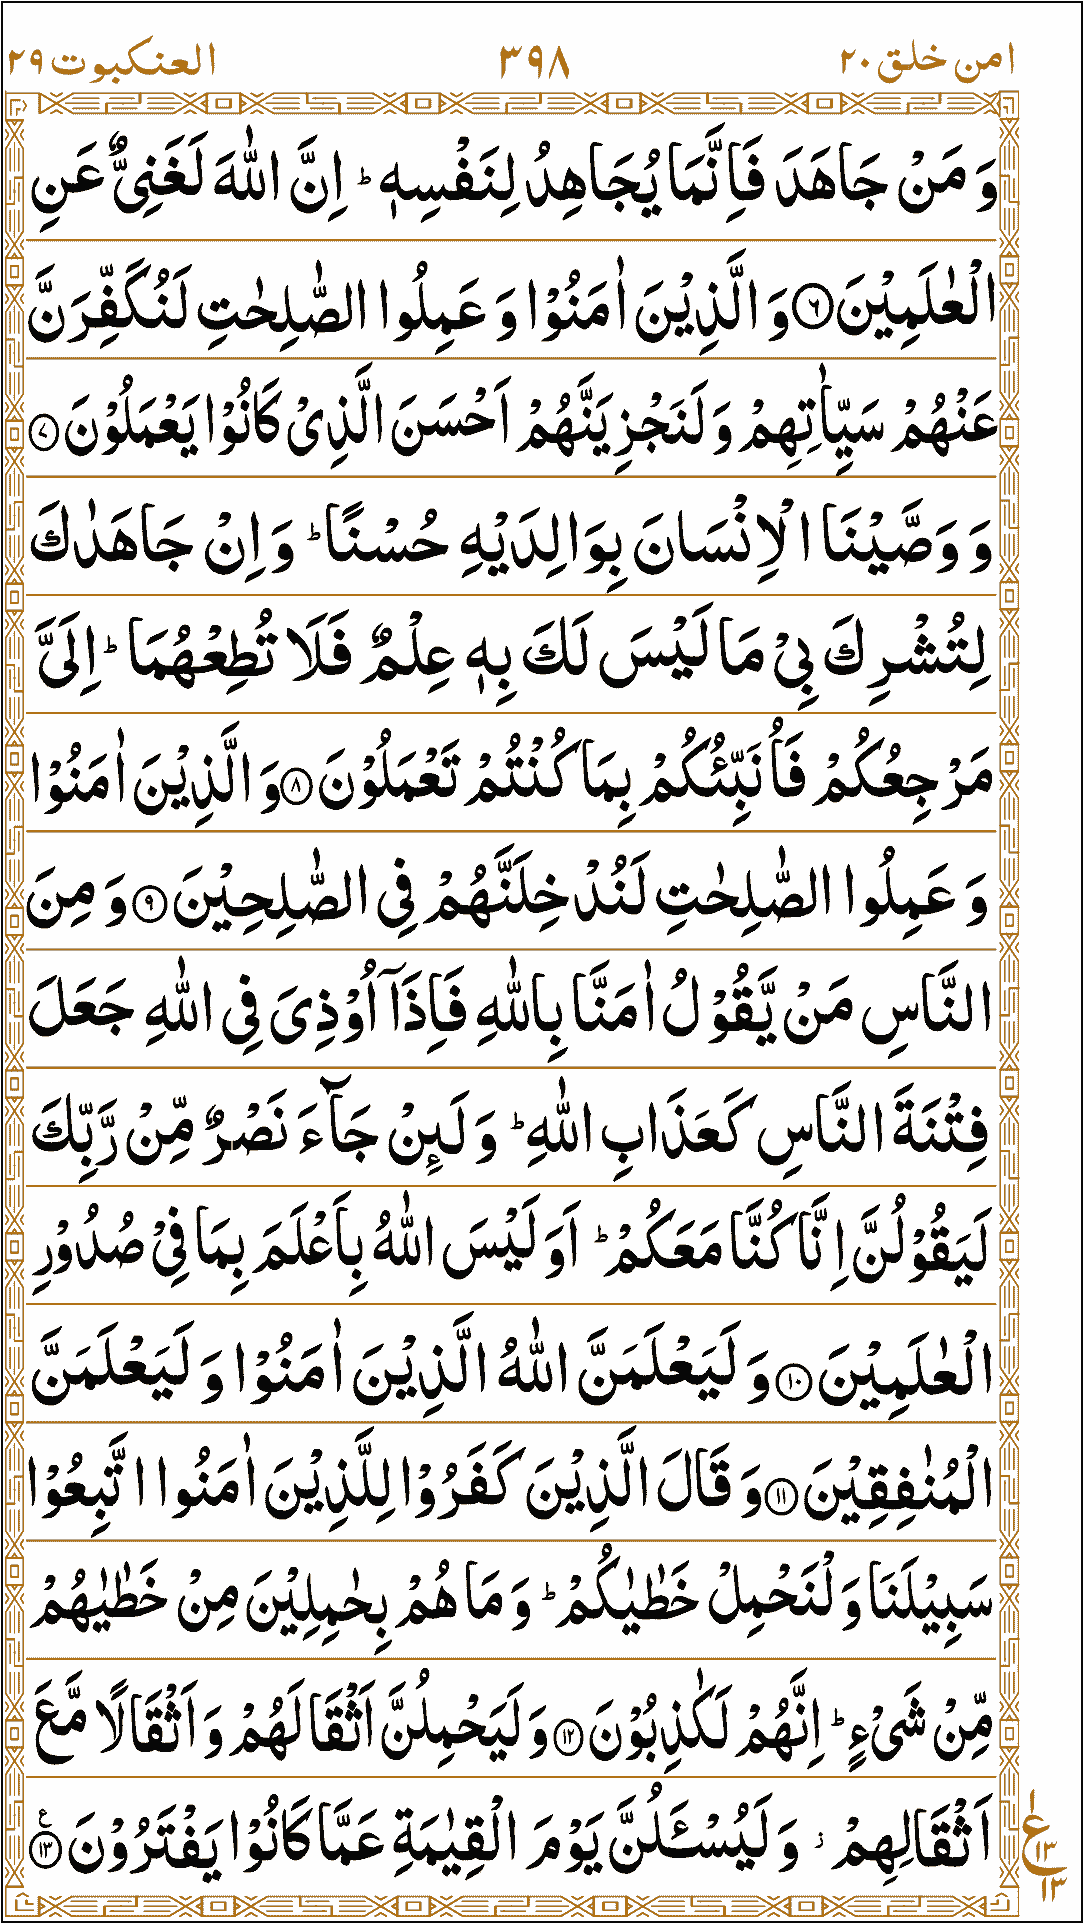 امن خلق ٢٠ ٣٩٨ العنكبوت ٢٩
وَ مَنْ جَاهَدَ فَاِنَّمَا يُجَاهِدُ لِنَفْسِهٖ ؕ اِنَّ اللّٰهَ لَغَنِىٌّ عَنِ
الْعٰلَمِيْنَ ﴿٦﴾ وَ الَّذِيْنَ اٰمَنُوْا وَ عَمِلُوا الصّٰلِحٰتِ لَنُكَفِّرَنَّ
عَنْهُمْ سَيِّاٰتِهِمْ وَ لَنَجْزِيَنَّهُمْ اَحْسَنَ الَّذِىْ كَانُوْا يَعْمَلُوْنَ ﴿٧﴾
وَ وَصَّيْنَا الْاِنْسَانَ بِوَالِدَيْهِ حُسْنًا ؕ وَ اِنْ جَاهَدٰكَ
لِتُشْرِكَ بِىْ مَا لَيْسَ لَكَ بِهٖ عِلْمٌ فَلَا تُطِعْهُمَا ؕ اِلَىَّ
مَرْجِعُكُمْ فَاُنَبِّئُكُمْ بِمَا كُنْتُمْ تَعْمَلُوْنَ ﴿٨﴾ وَ الَّذِيْنَ اٰمَنُوْا
وَ عَمِلُوا الصّٰلِحٰتِ لَنُدْخِلَنَّهُمْ فِى الصّٰلِحِيْنَ ﴿٩﴾ وَ مِنَ
النَّاسِ مَنْ يَّقُوْلُ اٰمَنَّا بِاللّٰهِ فَاِذَاۤ اُوْذِىَ فِى اللّٰهِ جَعَلَ
فِتْنَةَ النَّاسِ كَعَذَابِ اللّٰهِ ؕ وَ لَئِنْ جَآءَ نَصْرٌ مِّنْ رَّبِّكَ
لَيَقُوْلُنَّ اِنَّا كُنَّا مَعَكُمْ ؕ اَوَ لَيْسَ اللّٰهُ بِاَعْلَمَ بِمَا فِىْ صُدُوْرِ
الْعٰلَمِيْنَ ﴿١٠﴾ وَ لَيَعْلَمَنَّ اللّٰهُ الَّذِيْنَ اٰمَنُوْا وَ لَيَعْلَمَنَّ
الْمُنٰفِقِيْنَ ﴿١١﴾ وَ قَالَ الَّذِيْنَ كَفَرُوْا لِلَّذِيْنَ اٰمَنُوا اتَّبِعُوْا
سَبِيْلَنَا وَ لْنَحْمِلْ خَطٰيٰكُمْ ؕ وَ مَا هُمْ بِحٰمِلِيْنَ مِنْ خَطٰيٰهُمْ
مِّنْ شَىْءٍ ؕ اِنَّهُمْ لَكٰذِبُوْنَ ﴿١٢﴾ وَ لَيَحْمِلُنَّ اَثْقَالَهُمْ وَ اَثْقَالًا مَّعَ
اَثْقَالِهِمْ ؗ وَ لَيُسْـَٔلُنَّ يَوْمَ الْقِيٰمَةِ عَمَّا كَانُوْا يَفْتَرُوْنَ ﴿١٣﴾ ع
١ ع ١٣ ١٣